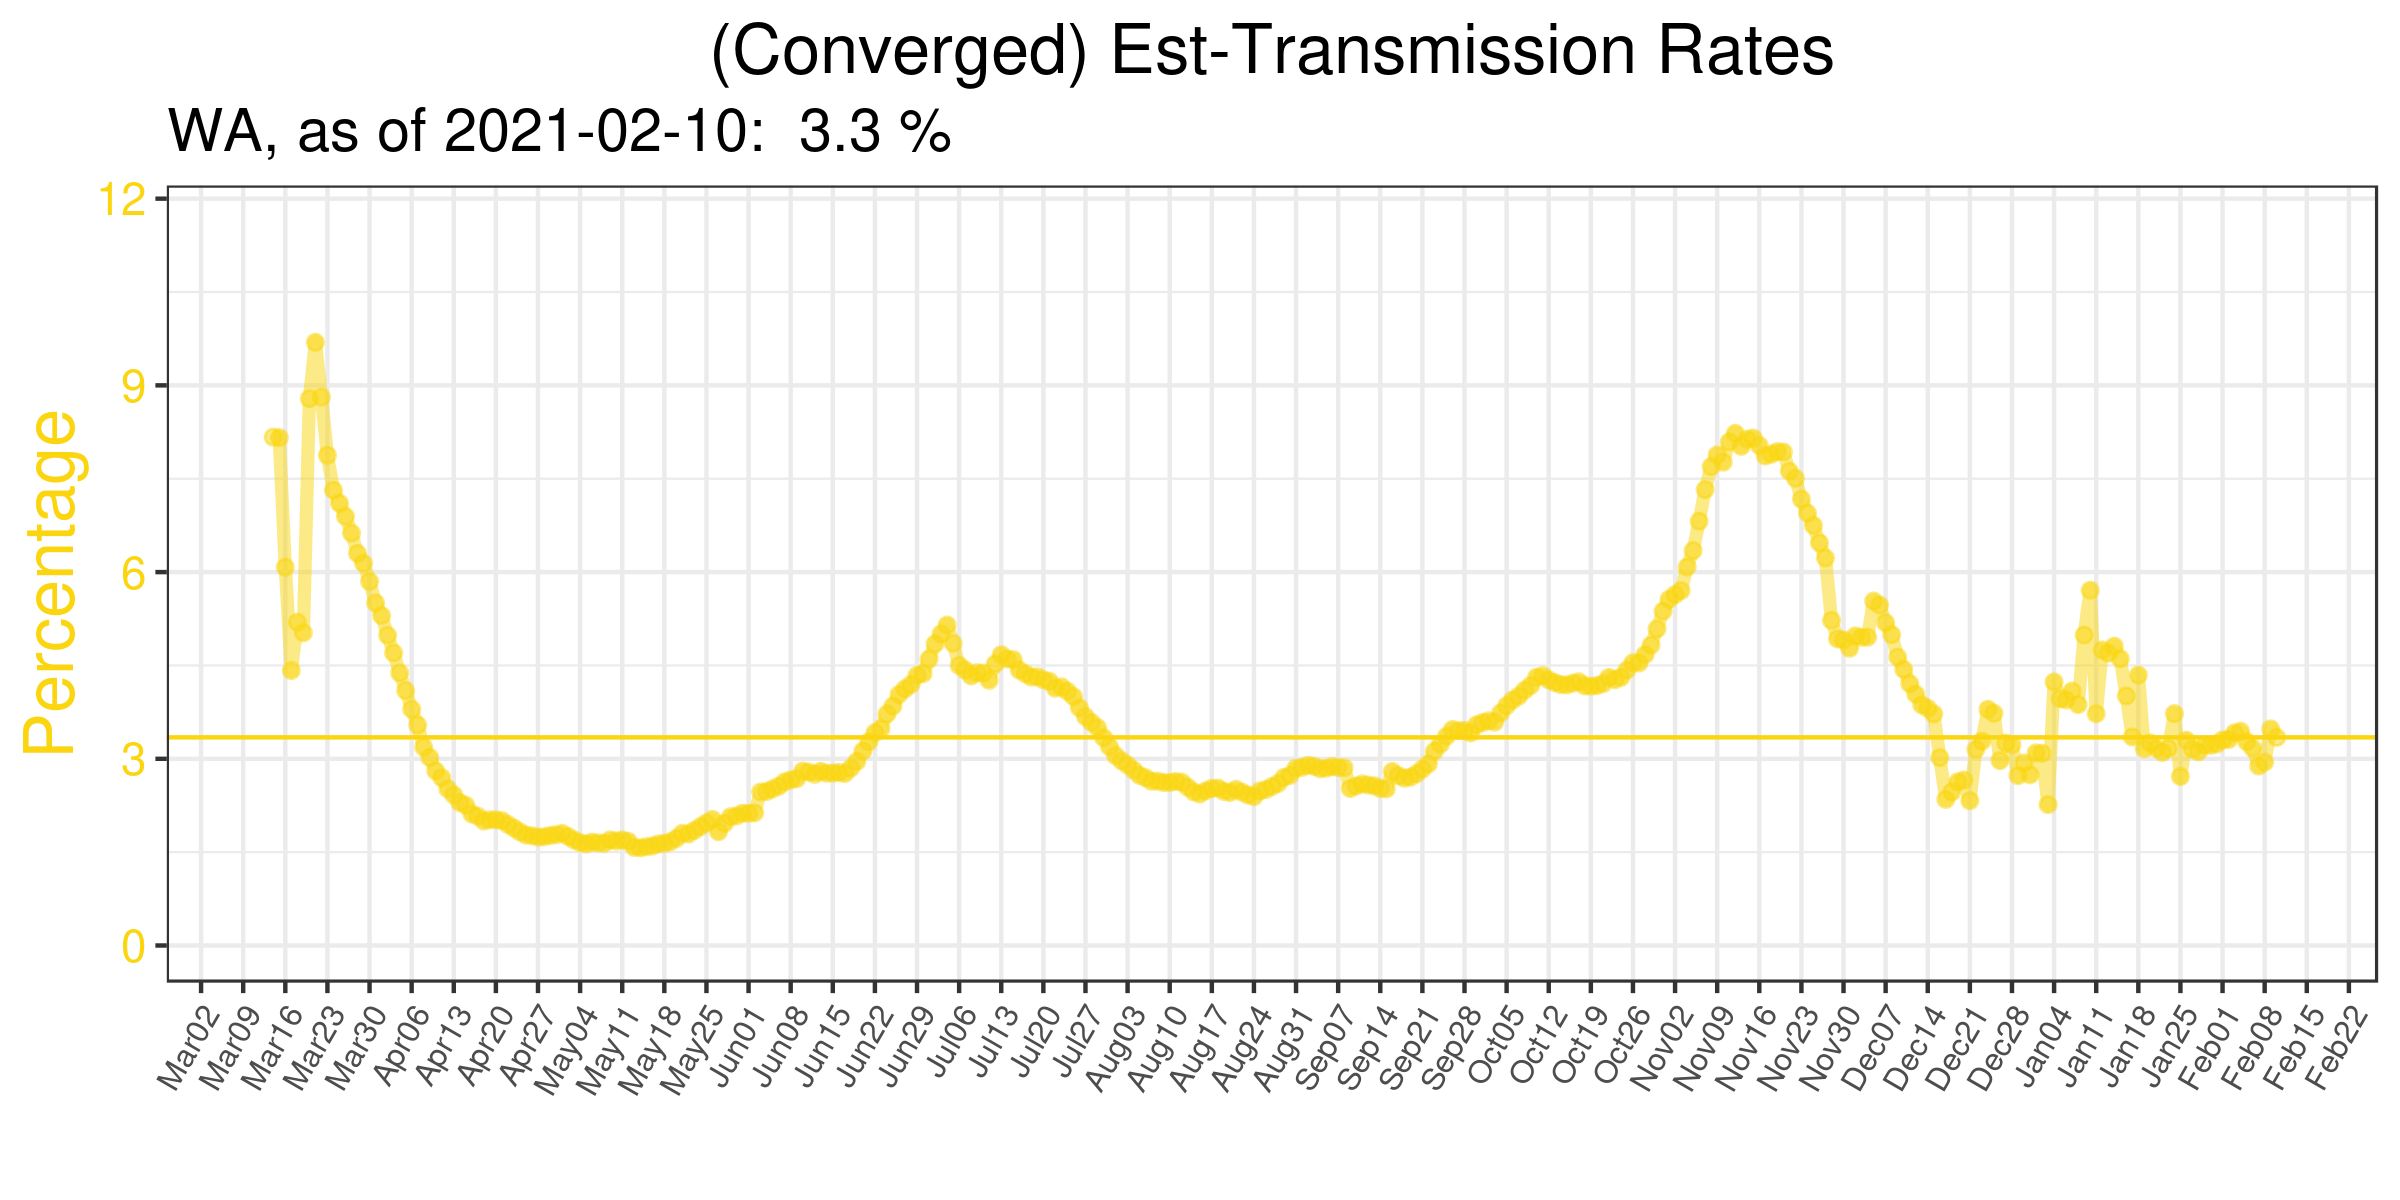 (Converged) Est-Transmission Rates
WA, as of 2021-02-10:  3.3 %
Percentage
12
9
6
3
0
Mar02
Mar09
Mar16
Mar23
Mar30
Apr06
Apr13
Apr20
Apr27
May04
May11
May18
May25
Jun01
Jun08
Jun15
Jun22
Jun29
Jul06
Jul13
Jul20
Jul27
Aug03
Aug10
Aug17
Aug24
Aug31
Sep07
Sep14
Sep21
Sep28
Oct05
Oct12
Oct19
Oct26
Nov02
Nov09
Nov16
Nov23
Nov30
Dec07
Dec14
Dec21
Dec28
Jan04
Jan11
Jan18
Jan25
Feb01
Feb08
Feb15
Feb22